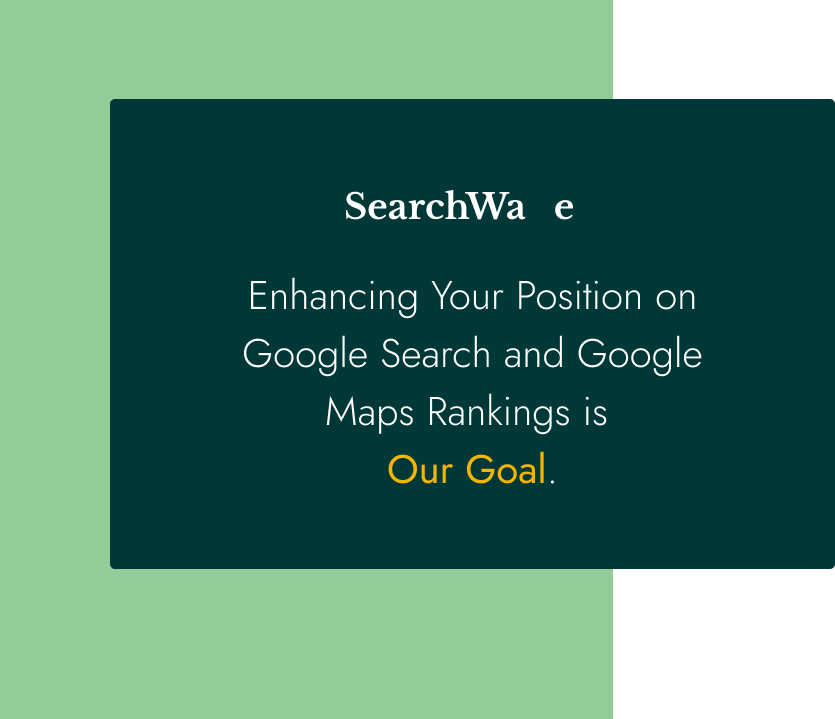 SearchWa e
Enhancing Your Position on
Google Search and Google
Maps Rankings is
Our Goal.